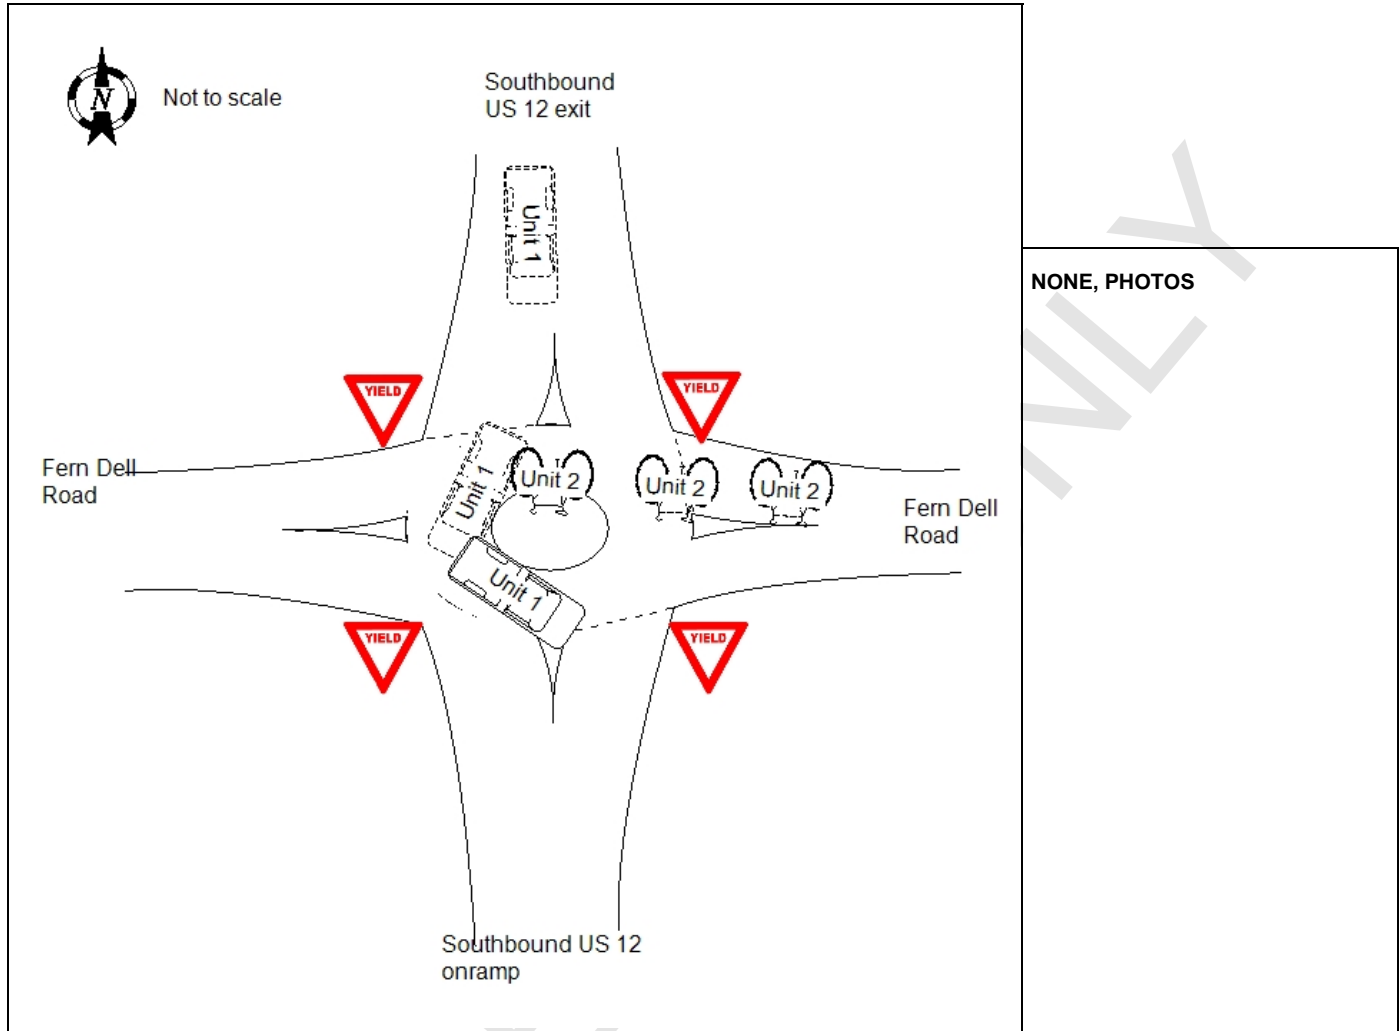 N
Not to scale
Southbound
US 12 exit
Unit 1
NONE, PHOTOS
YIELD
YIELD
Fern Dell
Road
Unit 1
Unit 2
Unit 2
Unit 2
Fern Dell
Road
Unit 1
YIELD
YIELD
Southbound US 12
onramp
NLY